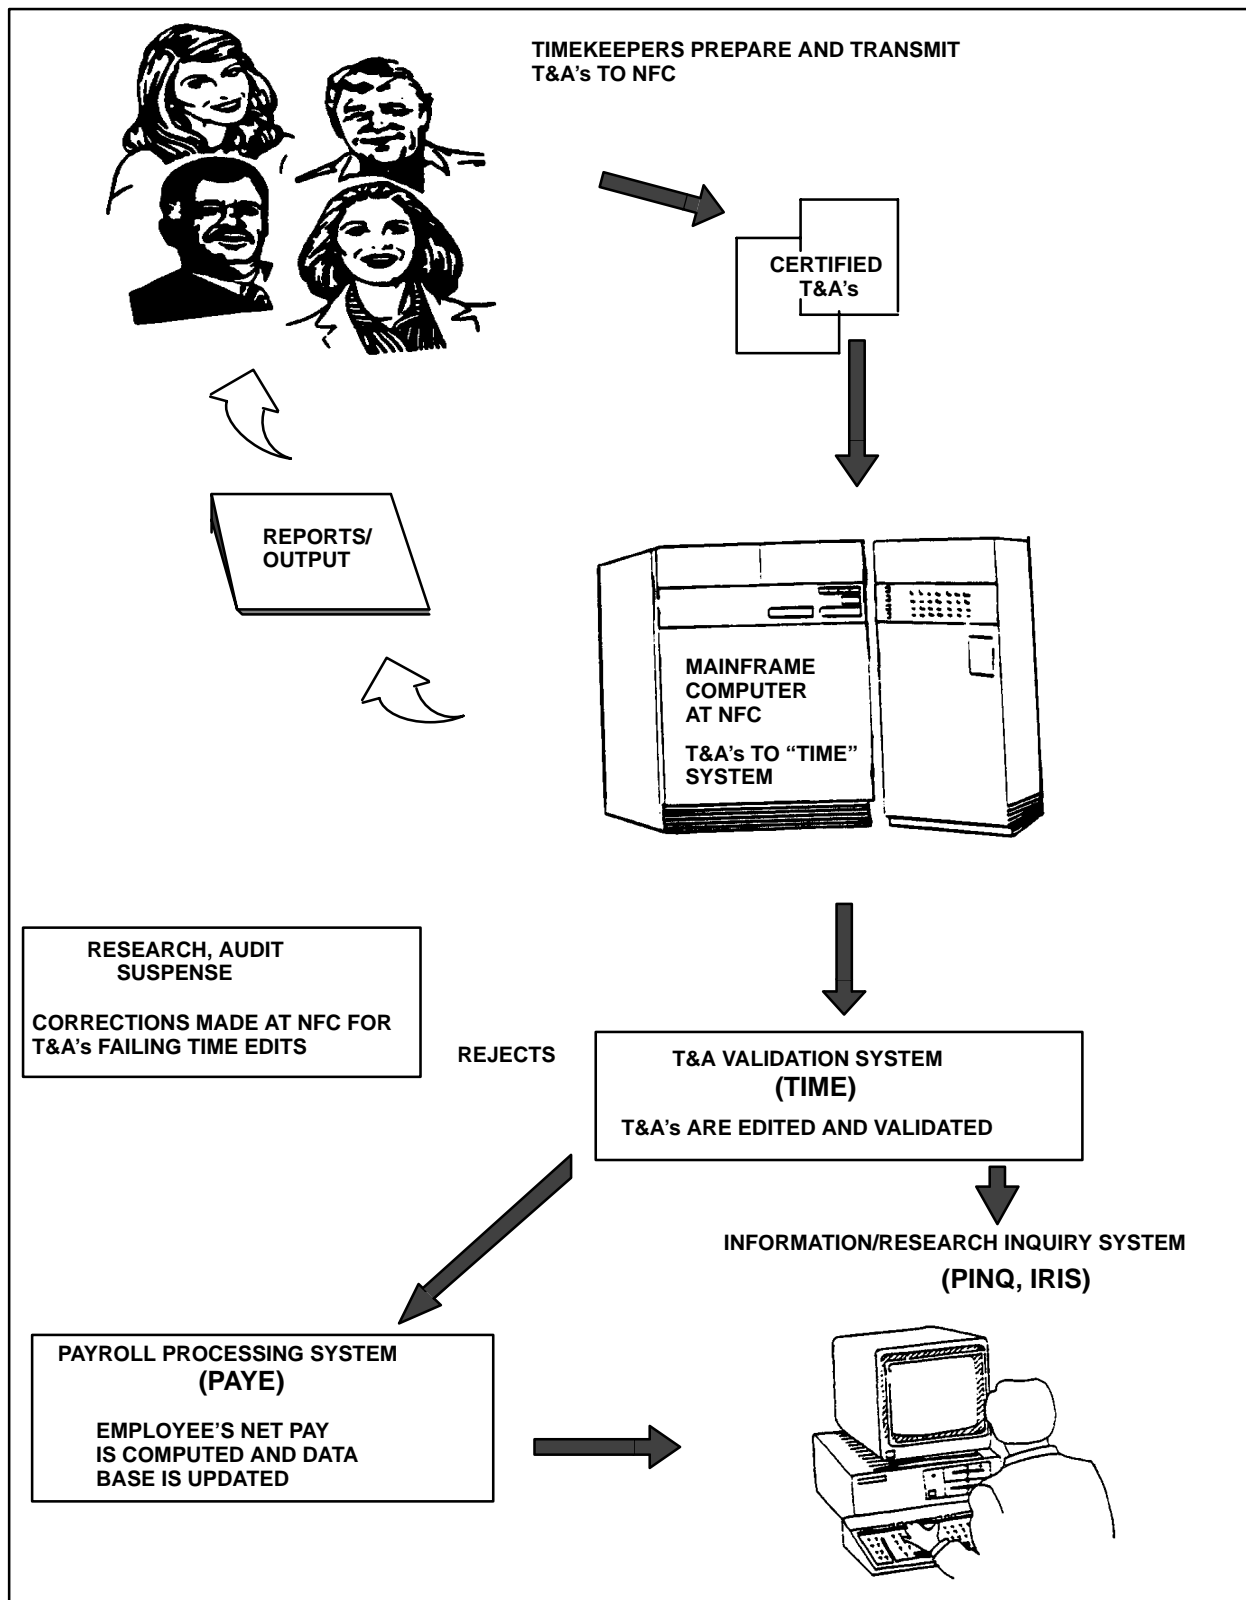 TIMEKEEPERS PREPARE AND TRANSMIT
T&A’s TO NFC
CERTIFIED
T&A’s
REPORTS/
OUTPUT
MAINFRAME
COMPUTER
AT NFC
T&A’s TO “TIME”
SYSTEM
RESEARCH, AUDIT
SUSPENSE
CORRECTIONS MADE AT NFC FOR
T&A’s FAILING TIME EDITS
REJECTS
T&A VALIDATION SYSTEM
(TIME)
T&A’s ARE EDITED AND VALIDATED
INFORMATION/RESEARCH INQUIRY SYSTEM
(PINQ, IRIS)
PAYROLL PROCESSING SYSTEM
(PAYE)
EMPLOYEE’S NET PAY
IS COMPUTED AND DATA
BASE IS UPDATED